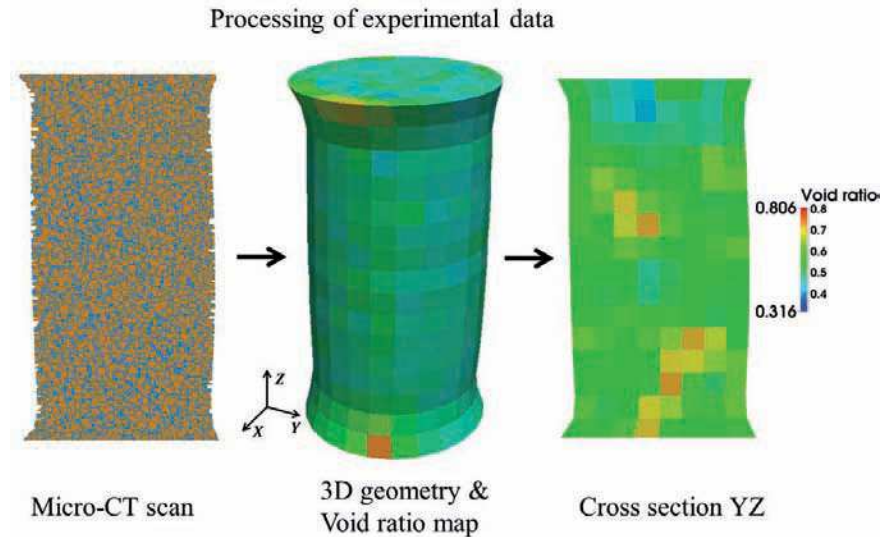 Processing of experimental data
Void ratio
0.806
0.8
0.7
0.6
0.5
0.4
0.316
Z
X
Y
Micro-CT scan
3D geometry &
Void ratio map
Cross section YZ